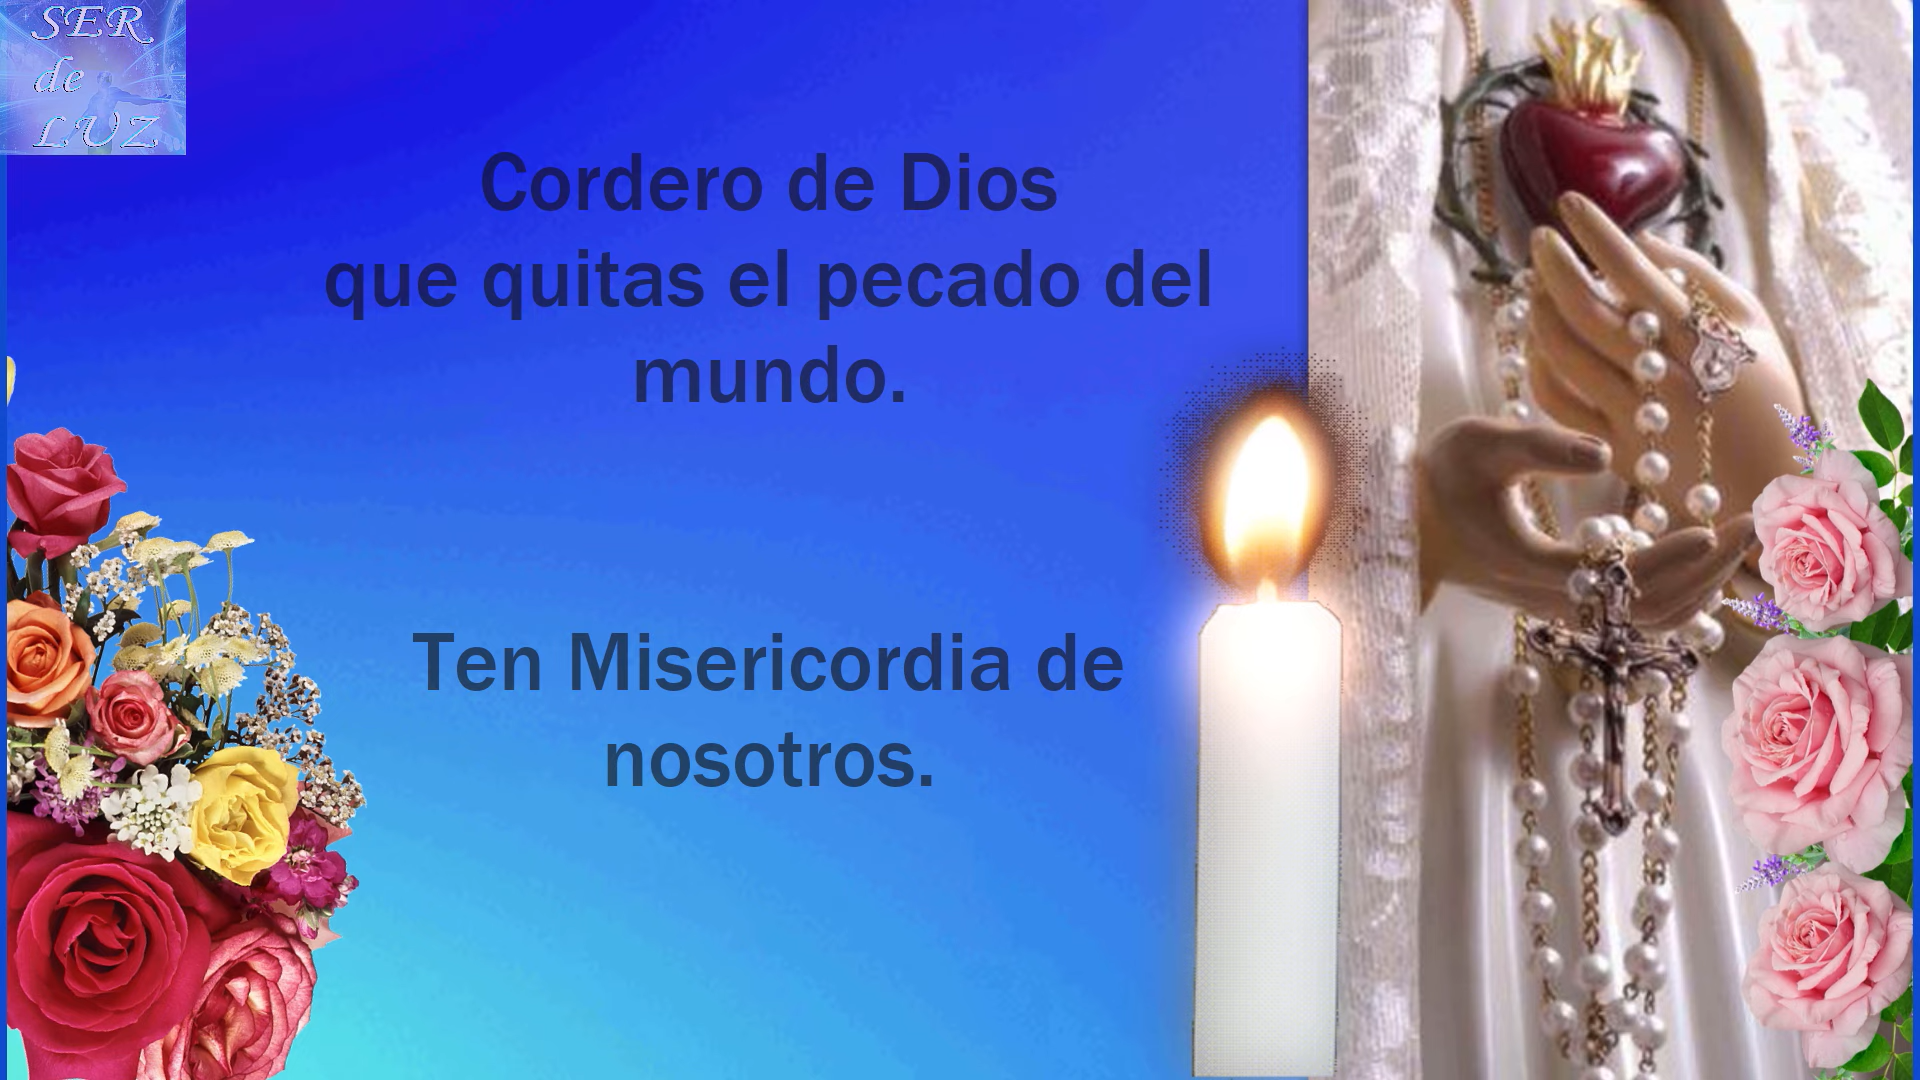 SER
de
LUZ
Cordero de Dios
que quitas el pecado del
mundo.
Ten Misericordia de
nosotros.